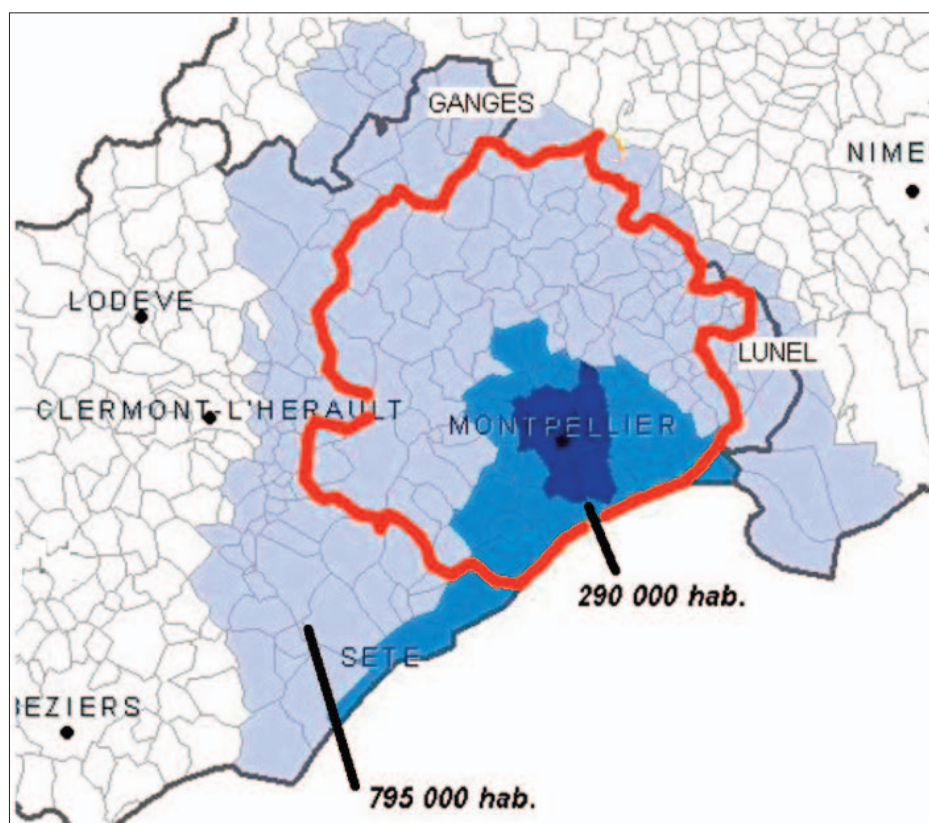 GANGES
NIME
LODEVE
LUNEL
CLERMONT-L'HERAULT
MONTPELLIER
290 000 hab.
SETE
BEZIERS
795 000 hab.